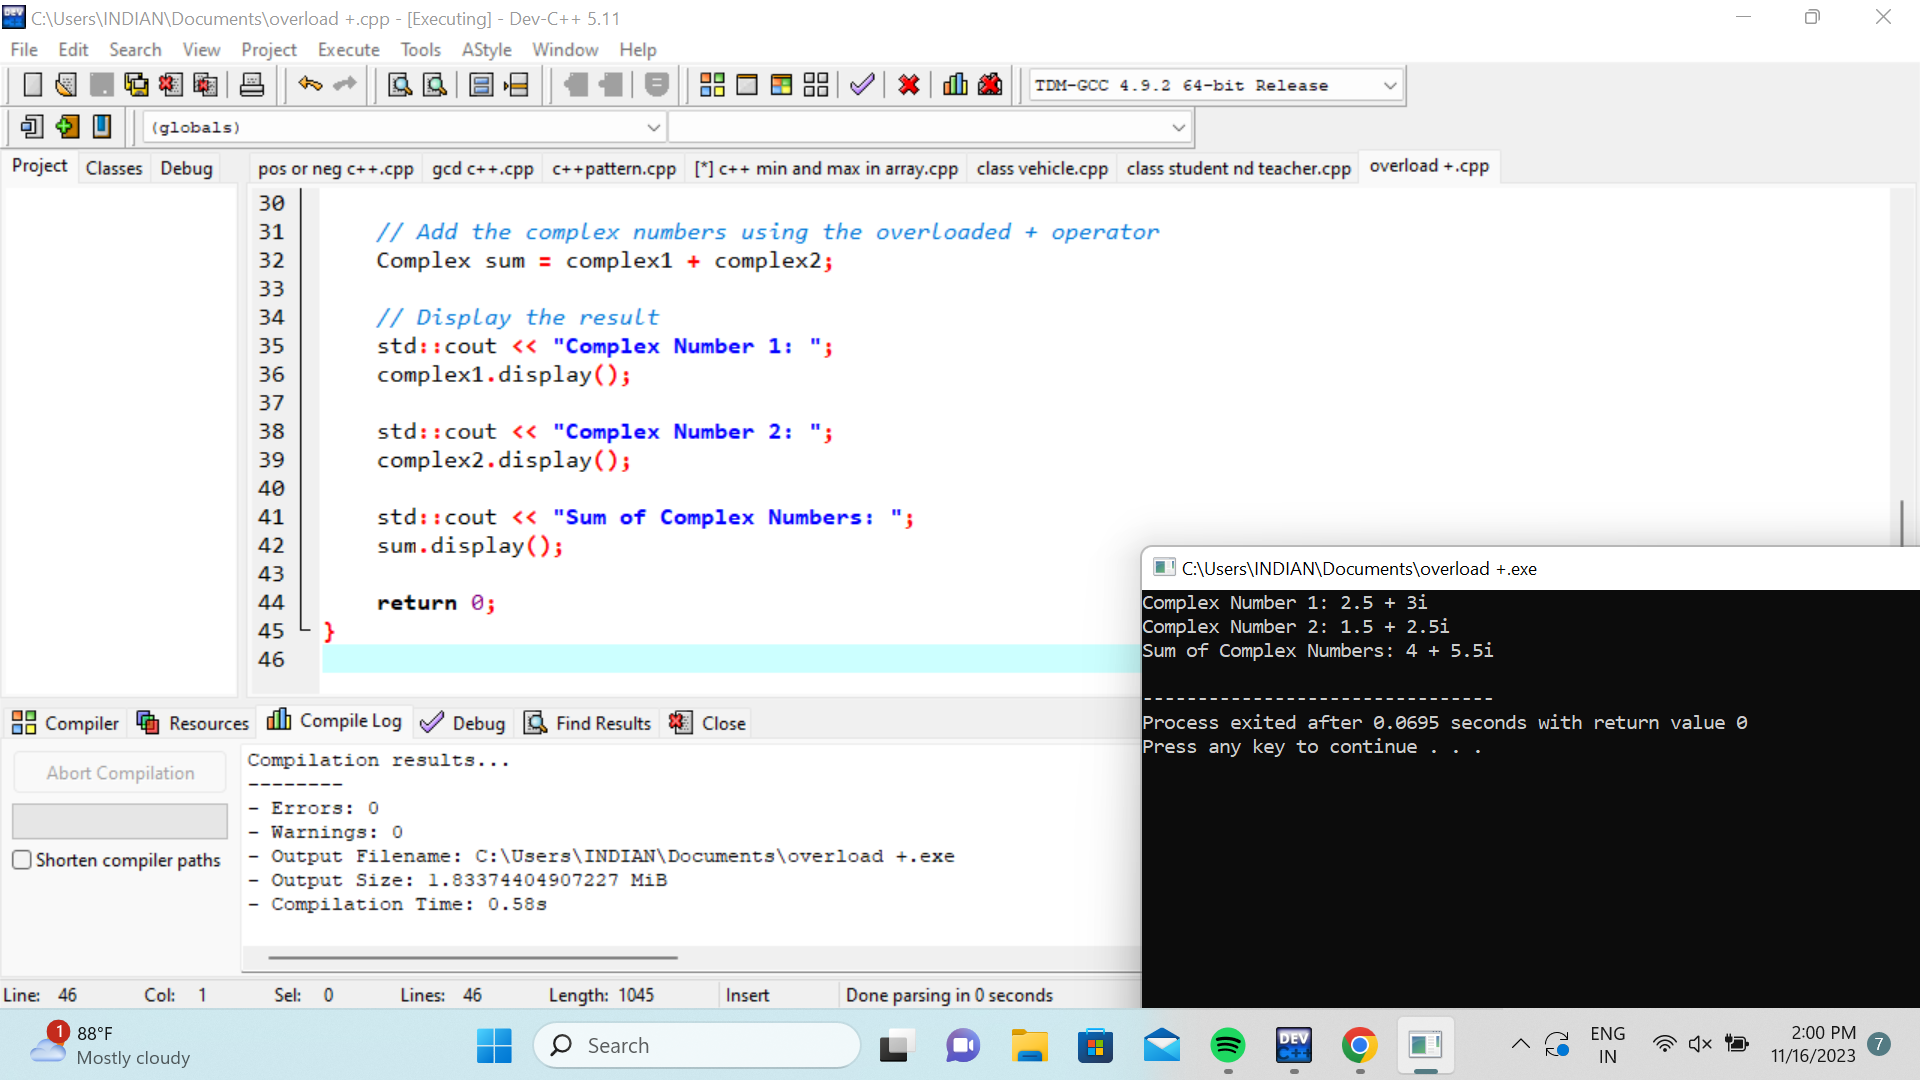 C:\Users\INDIAN\Documents\overload +.cpp - [Executing] - Dev-C++ 5.11
File Edit Search View Project Execute Tools AStyle Window Help
TDM-GCC 4.9.2 64-bit Release
(globals)
Project Classes Debug
pos or neg c++.cpp gcd c++.cpp c++pattern.cpp [*] c++ min and max in array.cpp class vehicle.cpp class student nd teacher.cpp overload +.cpp
30
31 // Add the complex numbers using the overloaded + operator
32 Complex sum = complex1 + complex2;
33
34 // Display the result
35 std::cout << "Complex Number 1: ";
36 complex1.display();
37
38 std::cout << "Complex Number 2: ";
39 complex2.display();
40
41 std::cout << "Sum of Complex Numbers: ";
42 sum.display();
43
44 return 0;
45 }
46
C:\Users\INDIAN\Documents\overload +.exe
Complex Number 1: 2.5 + 3i
Complex Number 2: 1.5 + 2.5i
Sum of Complex Numbers: 4 + 5.5i
--------------------------------
Process exited after 0.0695 seconds with return value 0
Press any key to continue . . .
Compiler Resources Compile Log Debug Find Results Close
Abort Compilation
Shorten compiler paths
Compilation results...
--------
- Errors: 0
- Warnings: 0
- Output Filename: C:\Users\INDIAN\Documents\overload +.exe
- Output Size: 1.83374404907227 MiB
- Compilation Time: 0.58s
Line: 46 Col: 1 Sel: 0 Lines: 46 Length: 1045 Insert Done parsing in 0 seconds
1
88°F
Mostly cloudy
Search
DEV
C++
ENG
IN
2:00 PM
11/16/2023
7